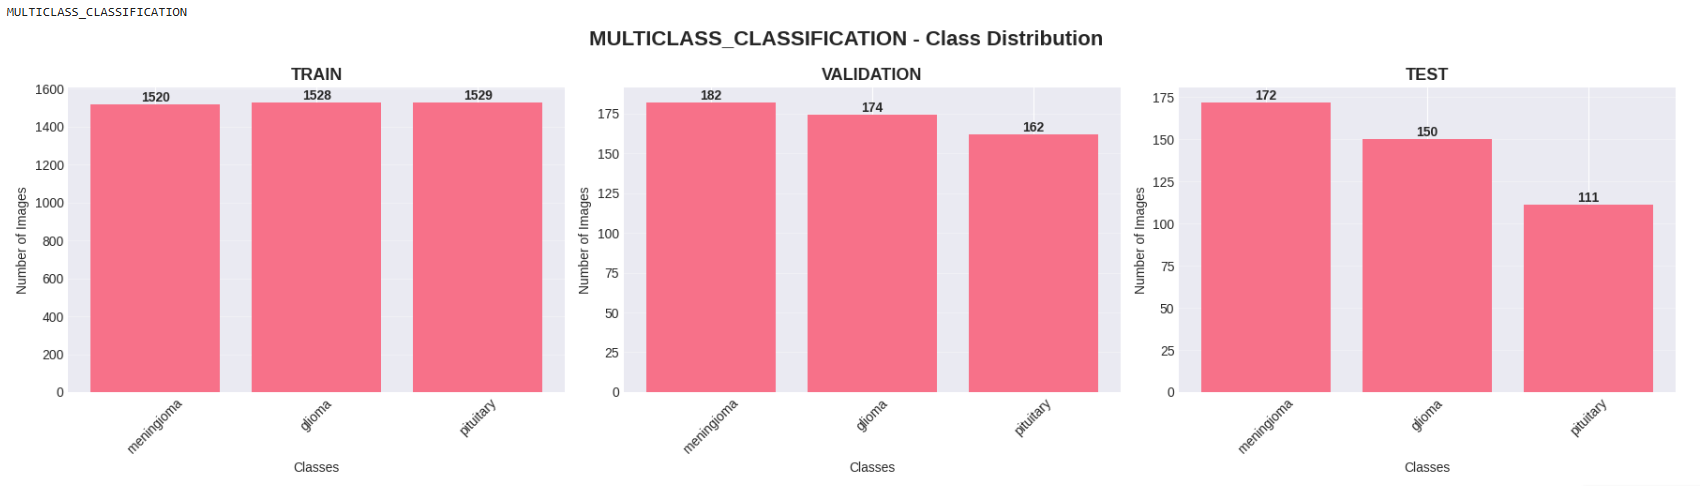 MULTICLASS_CLASSIFICATION
MULTICLASS_CLASSIFICATION - Class Distribution
TRAIN
1600
1400
1200
1000
800
600
400
200
0
Number of Images
1520
1528
1529
meningioma
glioma
pituitary
Classes
VALIDATION
175
150
125
100
75
50
25
0
Number of Images
182
174
162
meningioma
glioma
pituitary
Classes
TEST
175
150
125
100
75
50
25
0
Number of Images
172
150
111
meningioma
glioma
pituitary
Classes